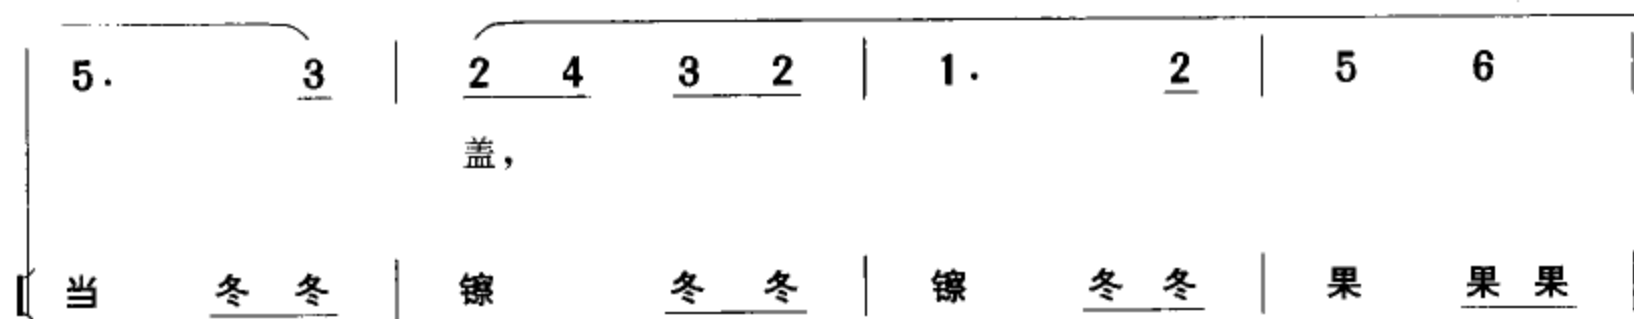 5· 3 | 2 4 3 2 | 1· 2 | 5 6 |
盖，
当 冬 冬 | 镲 冬 冬 | 镲 冬 冬 | 果 果 果 |